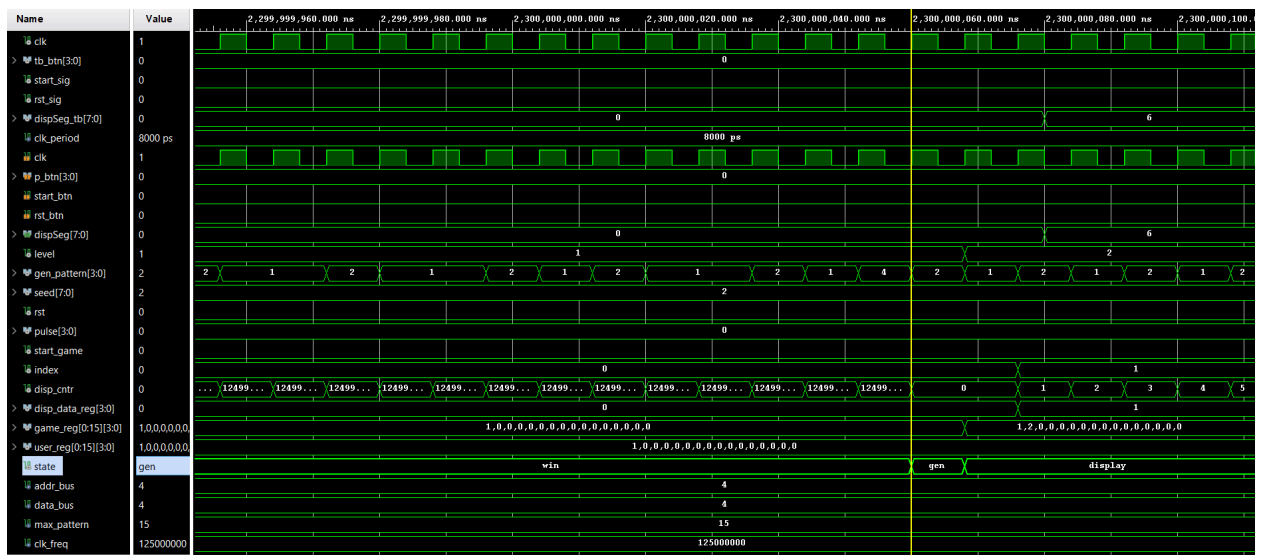 Name Value 2,299,999,960.000 ns 2,299,999,980.000 ns 2,300,000,000.000 ns 2,300,000,020.000 ns 2,300,000,040.000 ns 2,300,000,060.000 ns 2,300,000,080.000 ns 2,300,000,100.
clk 1
tb_btn[3:0] 0 0
start_sig 0
rst_sig 0
dispSeg_tb[7:0] 0 0 6
clk_period 8000 ps 8000 ps
clk 1
p_btn[3:0] 0 0
start_btn 0
rst_btn 0
dispSeg[7:0] 0 0 6
level 1 1 2
gen_pattern[3:0] 2 2 1 2 1 2 1 2 1 2 1 4 2 1 2 1 2 1 2
seed[7:0] 2 2
rst 0
pulse[3:0] 0 0
start_game 0
index 0 0 1
disp_cntr 0 ... 12499... 12499... 12499... 12499... 12499... 12499... 12499... 12499... 12499... 12499... 12499... 12499... 12499... 0 1 2 3 4 5
disp_data_reg[3:0] 0 0 1
game_reg[0:15][3:0] 1,0,0,0,0,0,0, 1,0,0,0,0,0,0,0,0,0,0,0,0,0,0,0 1,2,0,0,0,0,0,0,0,0,0,0,0,0,0,0
user_reg[0:15][3:0] 1,0,0,0,0,0,0, 1,0,0,0,0,0,0,0,0,0,0,0,0,0,0,0
state gen win gen display
addr_bus 4 4
data_bus 4 4
max_pattern 15 15
clk_freq 125000000 125000000